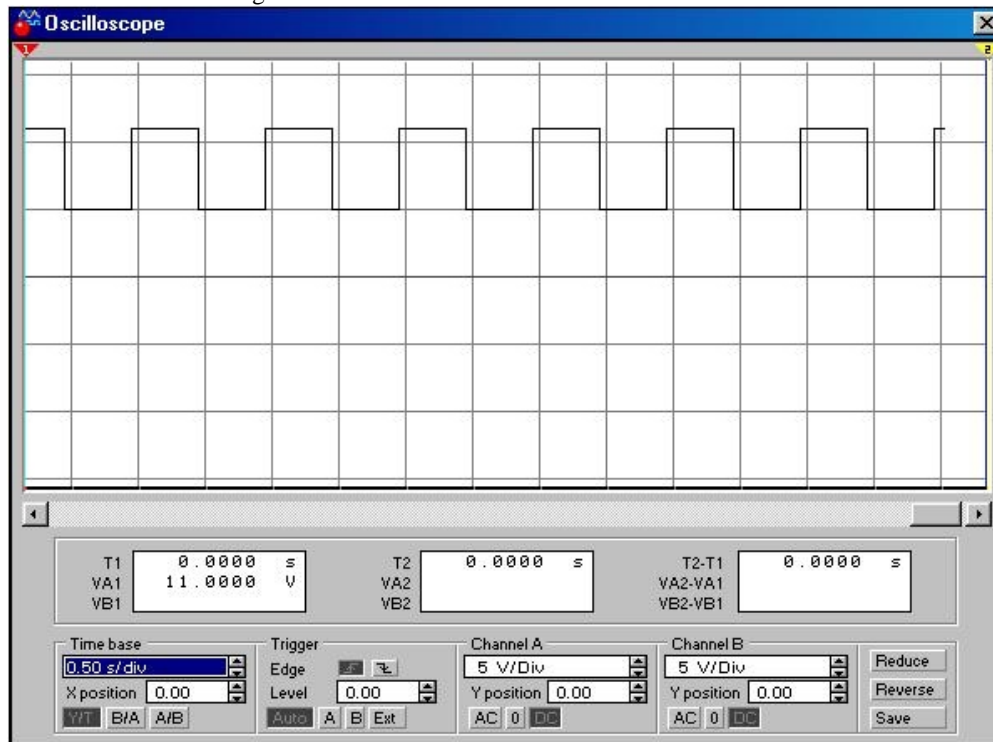 Oscilloscope
1
2
T1 0.0000 s
VA1 11.0000 V
VB1
T2 0.0000 s
VA2
VB2
T2-T1 0.0000 s
VA2-VA1
VB2-VB1
Time base
0.50 s/div
X position 0.00
Y/T B/A A/B
Trigger
Edge
Level 0.00
Auto A B Ext
Channel A
5 V/Div
Y position 0.00
AC 0 DC
Channel B
5 V/Div
Y position 0.00
AC 0 DC
Reduce
Reverse
Save